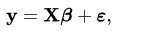 𝐲 = 𝐗𝜷 + 𝜺,